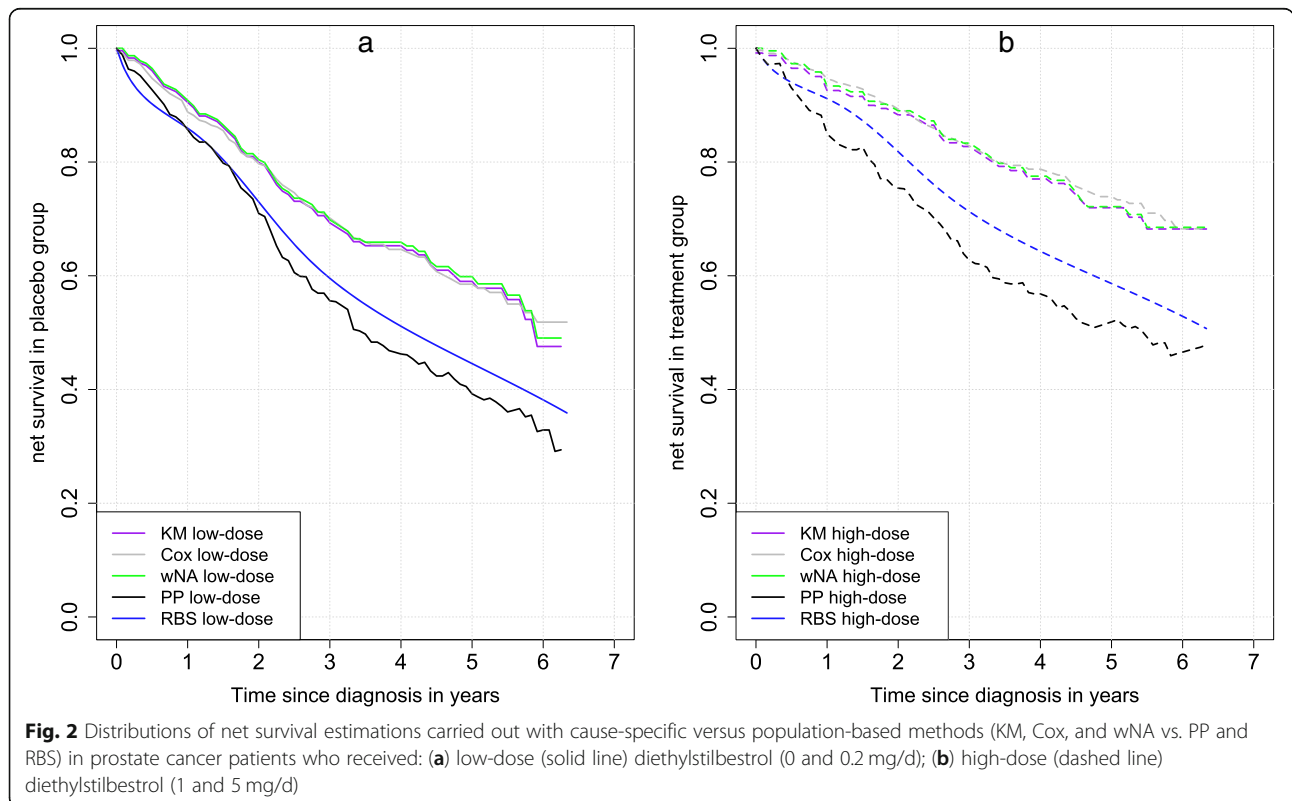 a
net survival in placebo group
1.0
0.8
0.6
0.4
0.2
0.0
KM low-dose
Cox low-dose
wNA low-dose
PP low-dose
RBS low-dose
0 1 2 3 4 5 6 7
Time since diagnosis in years
b
net survival in treatment group
1.0
0.8
0.6
0.4
0.2
0.0
KM high-dose
Cox high-dose
wNA high-dose
PP high-dose
RBS high-dose
0 1 2 3 4 5 6 7
Time since diagnosis in years
Fig. 2 Distributions of net survival estimations carried out with cause-specific versus population-based methods (KM, Cox, and wNA vs. PP and
RBS) in prostate cancer patients who received: (a) low-dose (solid line) diethylstilbestrol (0 and 0.2 mg/d); (b) high-dose (dashed line)
diethylstilbestrol (1 and 5 mg/d)